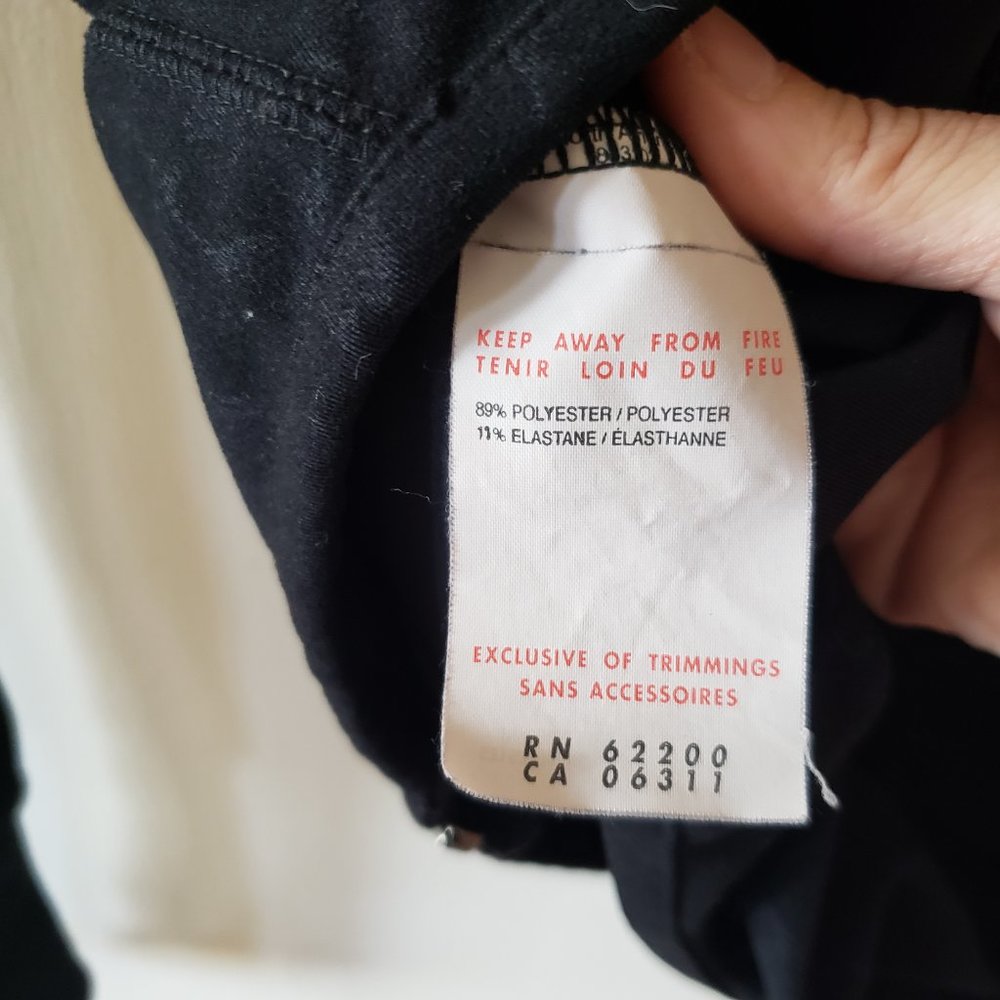 KEEP AWAY FROM FIRE
TENIR LOIN DU FEU
89% POLYESTER / POLYESTER
11% ELASTANE / ÉLASTHANNE
EXCLUSIVE OF TRIMMINGS
SANS ACCESSOIRES
RN 62200
CA 06311